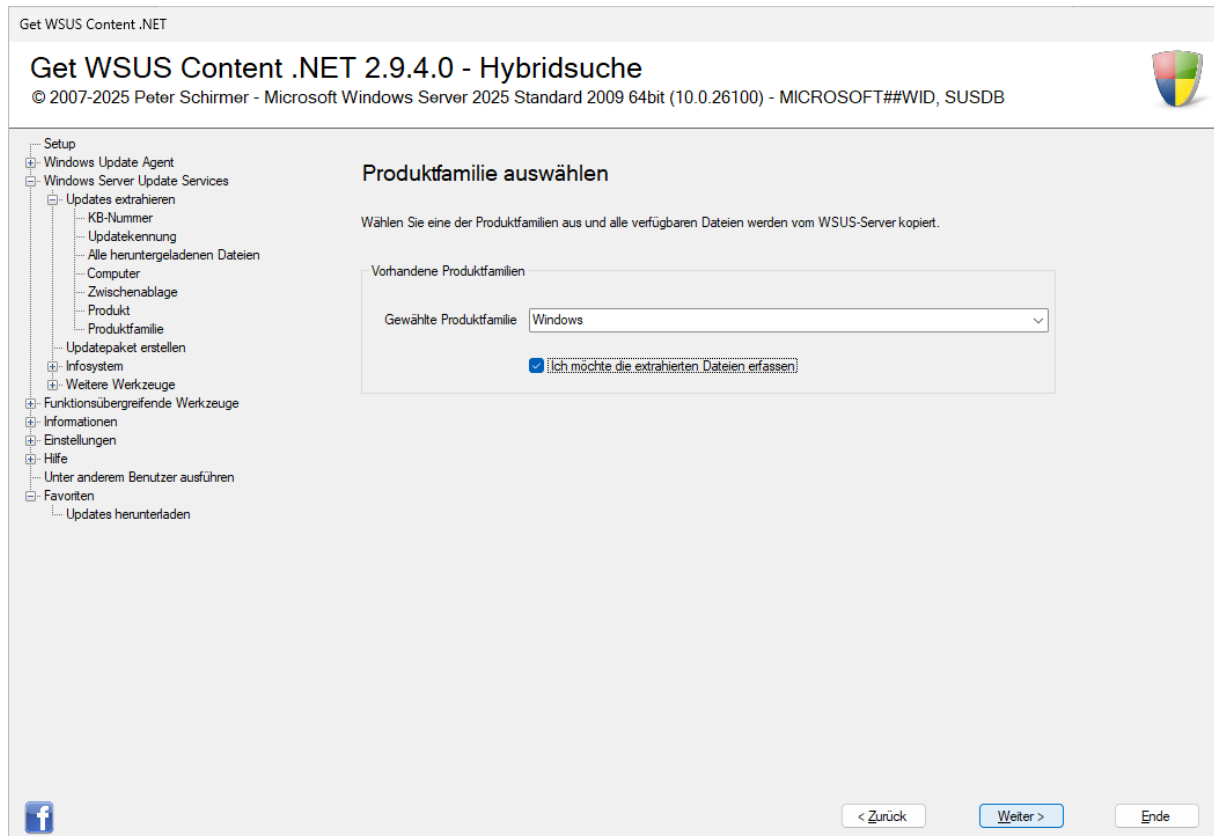 Get WSUS Content .NET
Get WSUS Content .NET 2.9.4.0 - Hybridsuche
© 2007-2025 Peter Schirmer - Microsoft Windows Server 2025 Standard 2009 64bit (10.0.26100) - MICROSOFT##WID, SUSDB
Setup
Windows Update Agent
Windows Server Update Services
Updates extrahieren
KB-Nummer
Updatekennung
Alle heruntergeladenen Dateien
Computer
Zwischenablage
Produkt
Produktfamilie
Updatepaket erstellen
Infosystem
Weitere Werkzeuge
Funktionsübergreifende Werkzeuge
Informationen
Einstellungen
Hilfe
Unter anderem Benutzer ausführen
Favoriten
Updates herunterladen
Produktfamilie auswählen
Wählen Sie eine der Produktfamilien aus und alle verfügbaren Dateien werden vom WSUS-Server kopiert.
Vorhandene Produktfamilien
Gewählte Produktfamilie Windows
Ich möchte die extrahierten Dateien erfassen
f
< Zurück Weiter > Ende